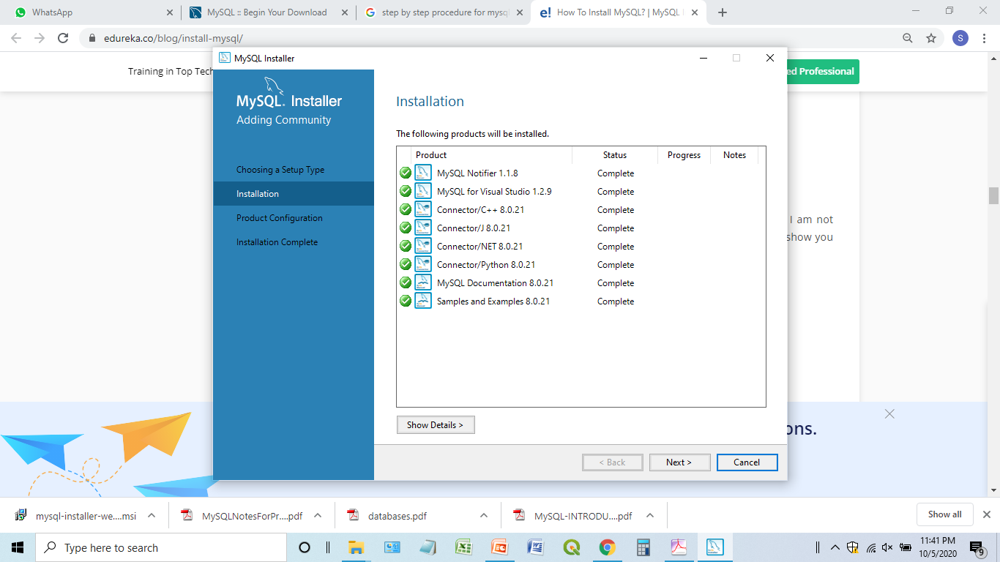 WhatsApp
MySQL :: Begin Your Download
step by step procedure for mysq
e! How To Install MySQL? | MySQL
edureka.co/blog/install-mysql/
S
Training in Top Tech
ed Professional
MySQL Installer
MySQL. Installer
Adding Community
Choosing a Setup Type
Installation
Product Configuration
Installation Complete
Installation
The following products will be installed.
Product Status Progress Notes
MySQL Notifier 1.1.8 Complete
MySQL for Visual Studio 1.2.9 Complete
Connector/C++ 8.0.21 Complete
Connector/J 8.0.21 Complete
Connector/NET 8.0.21 Complete
Connector/Python 8.0.21 Complete
MySQL Documentation 8.0.21 Complete
Samples and Examples 8.0.21 Complete
Show Details >
< Back Next > Cancel
I am not
show you
ons.
mysql-installer-we....msi
MySQLNotesForPr....pdf
databases.pdf
MySQL-INTRODU....pdf
Show all
Type here to search
11:41 PM
10/5/2020
9